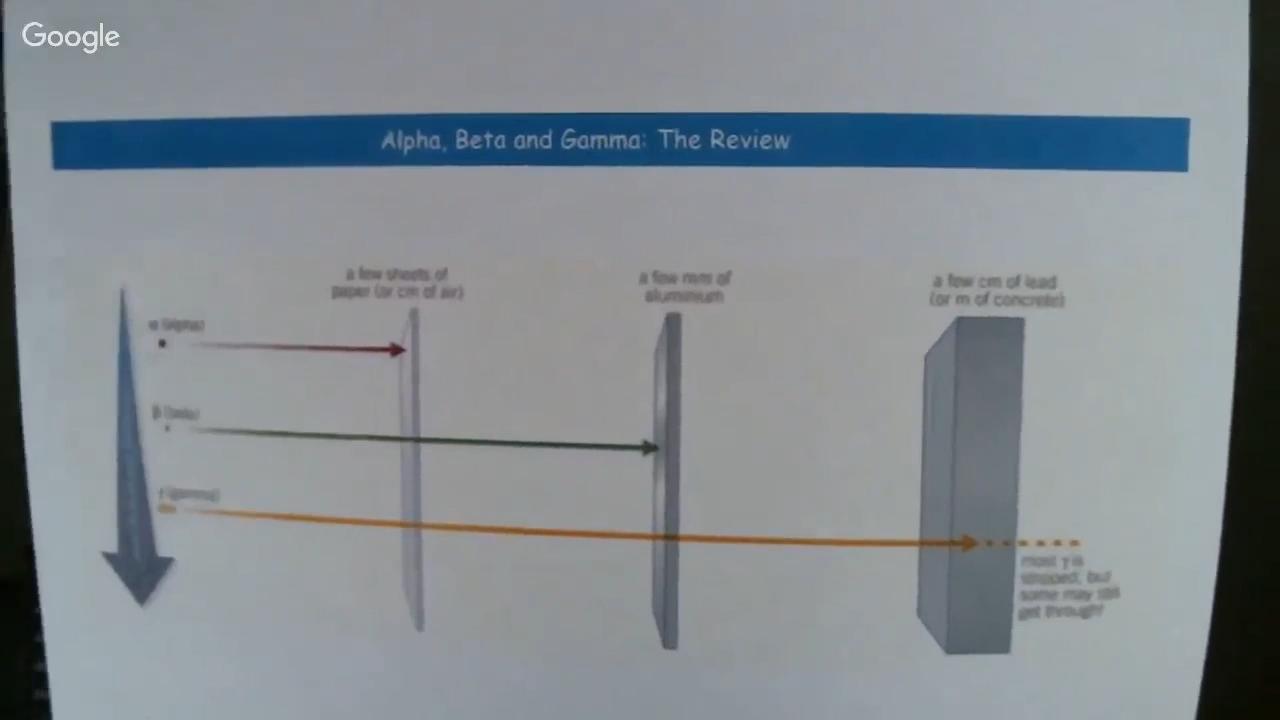 Google
Alpha, Beta and Gamma: The Review
a few sheets of
paper (or cm of air)
a few mm of
aluminium
a few cm of lead
(or m of concrete)
α (alpha)
β (beta)
γ (gamma)
most γ is
stopped, but
some may still
get through!